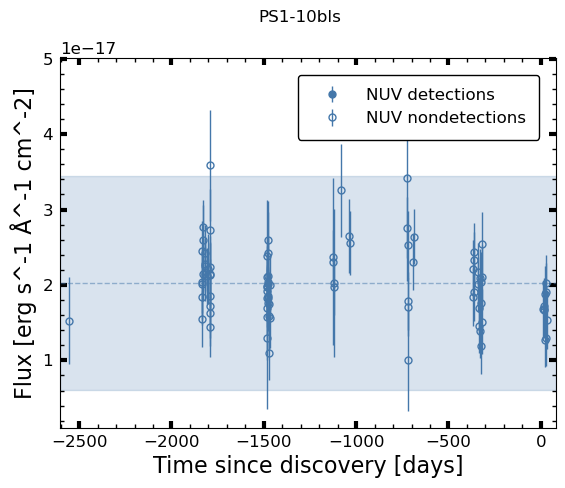 PS1-10bls
1e−17
NUV detections
NUV nondetections
5
4
3
2
1
Flux [erg s^-1 Å^-1 cm^-2]
−2500 −2000 −1500 −1000 −500 0
Time since discovery [days]